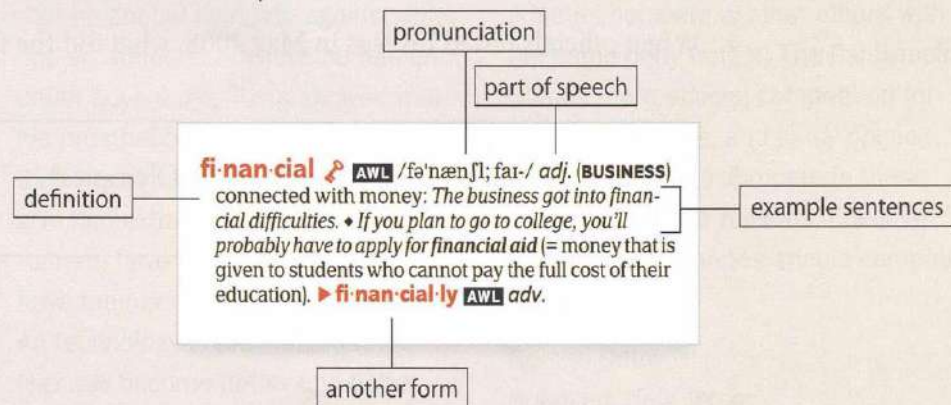 pronunciation
part of speech
fi·nan·cial AWL /fəˈnænʃl; faɪ-/ adj. (BUSINESS)
connected with money: The business got into finan-
cial difficulties. ◆ If you plan to go to college, you'll
probably have to apply for financial aid (= money that is
given to students who cannot pay the full cost of their
education). ▶ fi·nan·cial·ly AWL adv.
definition
example sentences
another form